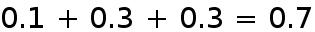 0.1 + 0.3 + 0.3 = 0.7